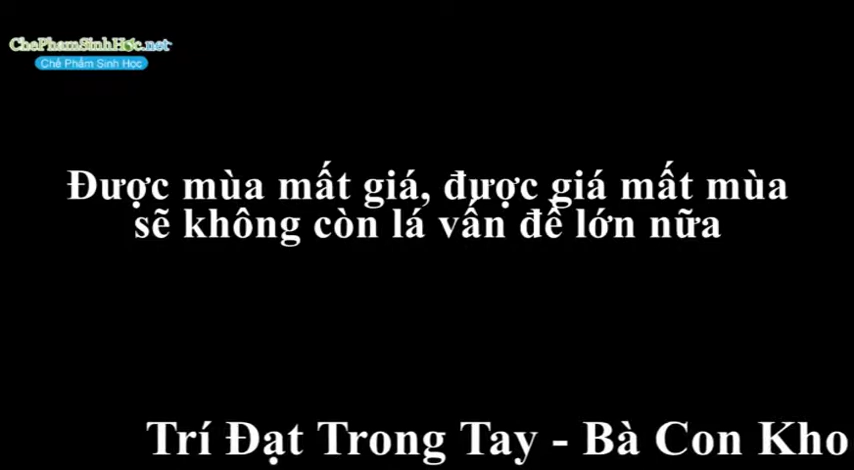 ChePhamSinhHoc.net
Chế Phẩm Sinh Học
Được mùa mất giá, được giá mất mùa
sẽ không còn lá vấn đề lớn nữa
Trí Đạt Trong Tay - Bà Con Kho